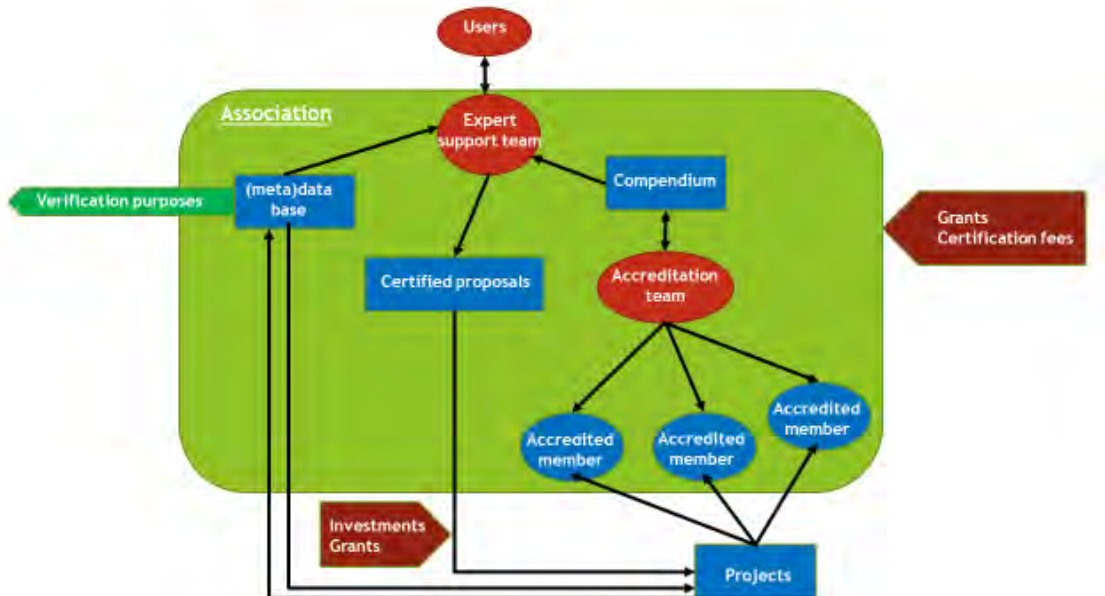 Users
Association
Expert
support team
(meta)data
base
Compendium
Verification purposes
Grants
Certification fees
Certified proposals
Accreditation
team
Accredited
member
Accredited
member
Accredited
member
Investments
Grants
Projects